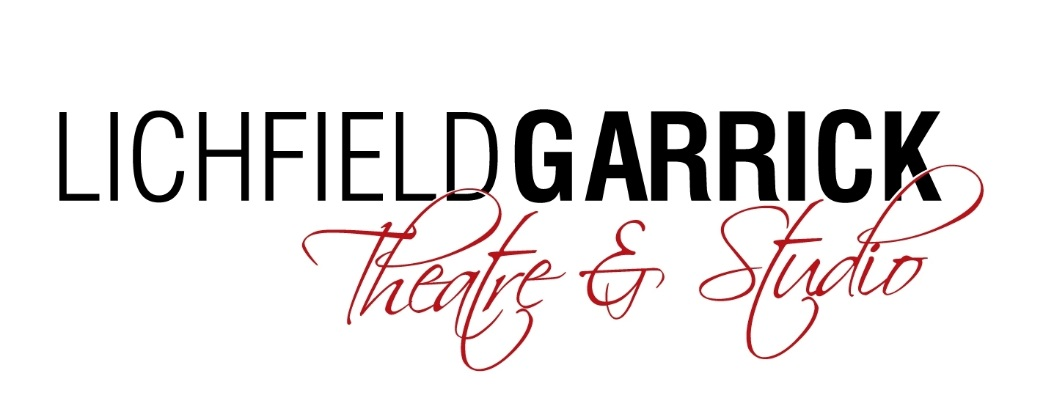 LICHFIELDGARRICK
Theatre & Studio